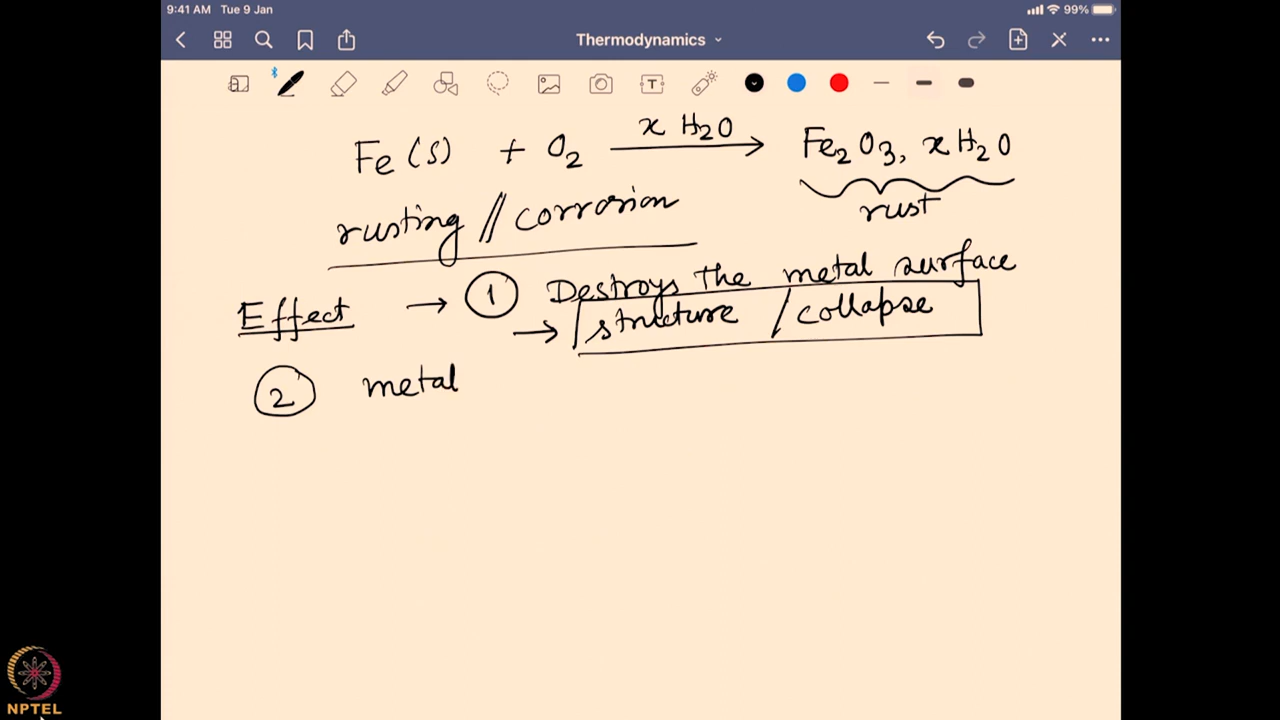 9:41 AM Tue 9 Jan 99%
Thermodynamics
T
x H2O
Fe (s) + O2 Fe2O3, x H2O
rust
rusting // corrosion
Effect → 1 Destroys the metal surface
→ structure / collapse
2 metal
NPTEL